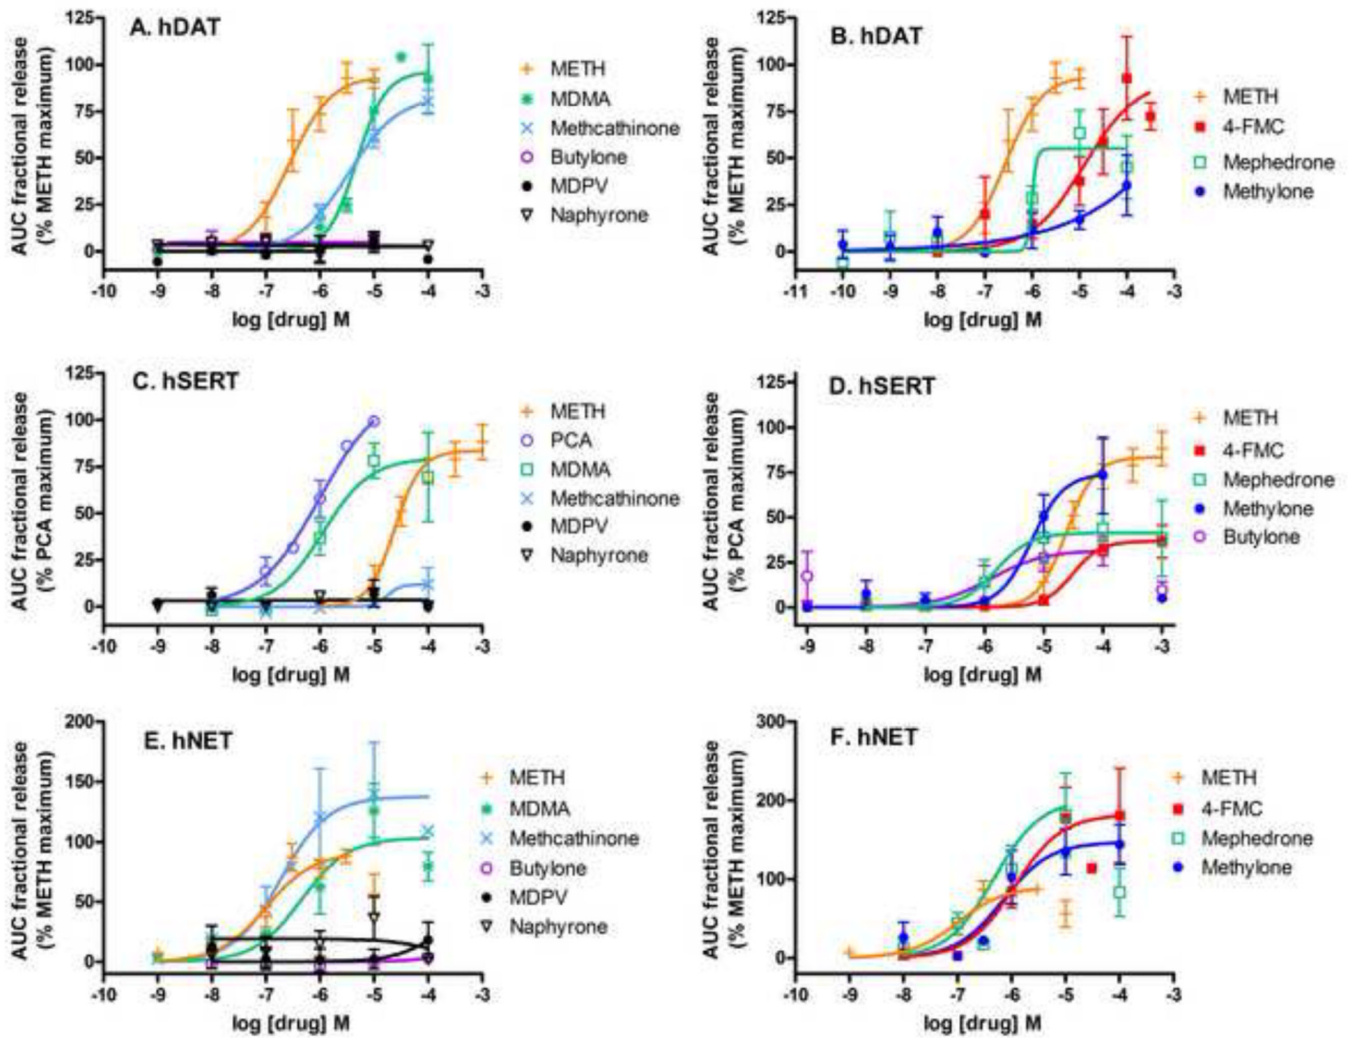 A. hDAT
AUC fractional release
(% METH maximum)
125
100
75
50
25
0
-10 -9 -8 -7 -6 -5 -4 -3
log [drug] M
METH
MDMA
Methcathinone
Butylone
MDPV
Naphyrone
B. hDAT
AUC fractional release
(% METH maximum)
125
100
75
50
25
0
-11 -10 -9 -8 -7 -6 -5 -4 -3
log [drug] M
METH
4-FMC
Mephedrone
Methylone
C. hSERT
AUC fractional release
(% PCA maximum)
125
100
75
50
25
0
-10 -9 -8 -7 -6 -5 -4 -3
log [drug] M
METH
PCA
MDMA
Methcathinone
MDPV
Naphyrone
D. hSERT
AUC fractional release
(% PCA maximum)
125
100
75
50
25
0
-9 -8 -7 -6 -5 -4 -3
log [drug] M
METH
4-FMC
Mephedrone
Methylone
Butylone
E. hNET
AUC fractional release
(% METH maximum)
200
150
100
50
0
-10 -9 -8 -7 -6 -5 -4 -3
log [drug] M
METH
MDMA
Methcathinone
Butylone
MDPV
Naphyrone
F. hNET
AUC fractional release
(% METH maximum)
300
200
100
0
-10 -9 -8 -7 -6 -5 -4 -3
log [drug] M
METH
4-FMC
Mephedrone
Methylone